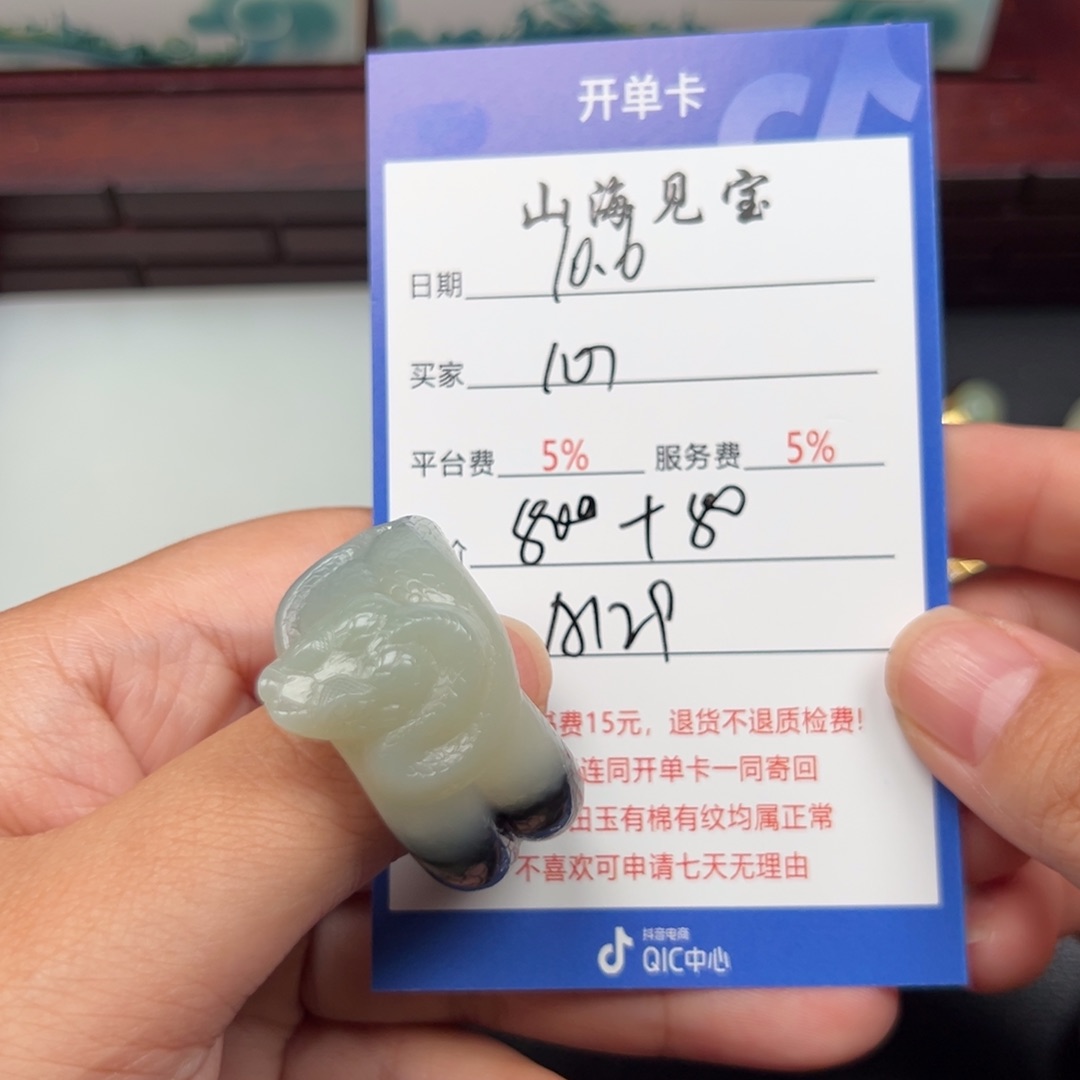 开单卡
山海见宝
日期 10.6
买家
平台费 5% 服务费 5%
价 800+80
书费15元，退货不退质检费!
连同开单卡一同寄回
田玉有棉有纹均属正常
不喜欢可申请七天无理由
抖音电商
QIC中心